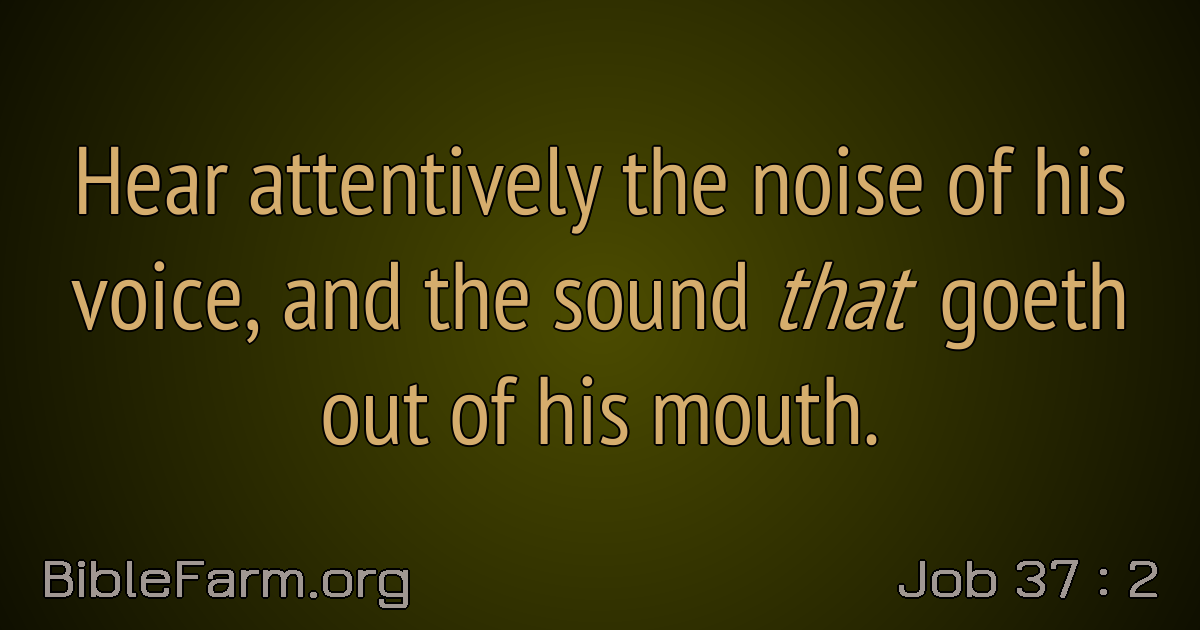 Hear attentively the noise of his
voice, and the sound that goeth
out of his mouth.
BibleFarm.org
Job 37 : 2